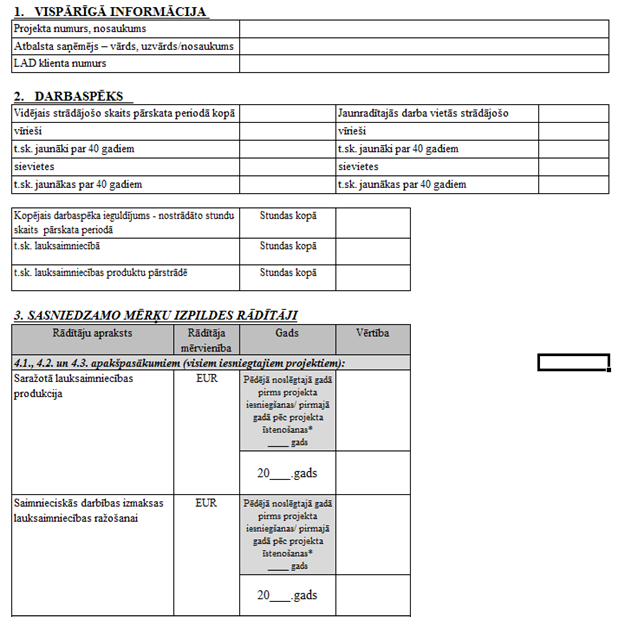 1. VISPĀRĪGĀ INFORMĀCIJA
Projekta numurs, nosaukums
Atbalsta saņēmējs – vārds, uzvārds/nosaukums
LAD klienta numurs
2. DARBASPĒKS
Vidējais strādājošo skaits pārskata periodā kopā
Jaunradītajās darba vietās strādājošo
vīrieši
vīrieši
t.sk. jaunāki par 40 gadiem
t.sk. jaunāki par 40 gadiem
sievietes
sievietes
t.sk. jaunākas par 40 gadiem
t.sk. jaunākas par 40 gadiem
Kopējais darbaspēka ieguldījums - nostrādāto stundu
skaits pārskata periodā
Stundas kopā
t.sk. lauksaimniecībā
Stundas kopā
t.sk. lauksaimniecības produktu pārstrādē
Stundas kopā
3. SASNIEDZAMO MĒRĶU IZPILDES RĀDĪTĀJI
Rādītāju apraksts
Rādītāja
mērvienība
Gads
Vērtība
4.1., 4.2. un 4.3. apakšpasākumiem (visiem iesniegtajiem projektiem):
Saražotā lauksaimniecības
produkcija
EUR
Pēdējā noslēgtajā gadā
pirms projekta
iesniegšanas/ pirmajā
gadā pēc projekta
īstenošanas*
____ gads
20___.gads
Saimnieciskās darbības izmaksas
lauksaimniecības ražošanai
EUR
Pēdējā noslēgtajā gadā
pirms projekta
iesniegšanas/ pirmajā
gadā pēc projekta
īstenošanas*
____ gads
20___.gads